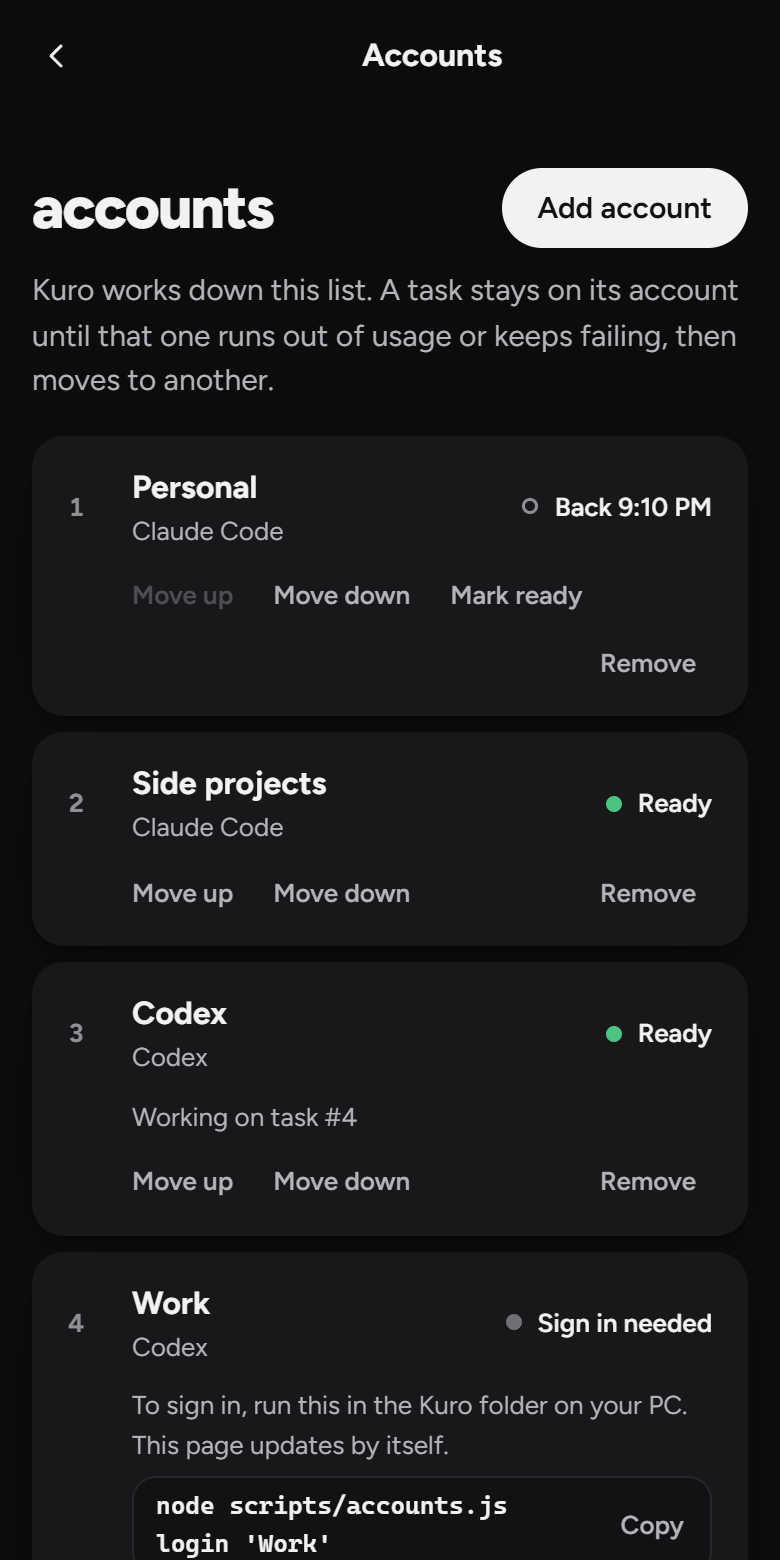 Accounts
accounts
Add account
Kuro works down this list. A task stays on its account
until that one runs out of usage or keeps failing, then
moves to another.
1
Personal
Claude Code
Back 9:10 PM
Move up
Move down
Mark ready
Remove
2
Side projects
Claude Code
Ready
Move up
Move down
Remove
3
Codex
Codex
Ready
Working on task #4
Move up
Move down
Remove
4
Work
Codex
Sign in needed
To sign in, run this in the Kuro folder on your PC.
This page updates by itself.
node scripts/accounts.js
login 'Work'
Copy